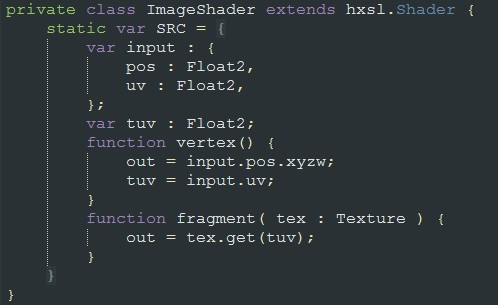 private class ImageShader extends hxsl.Shader {
    static var SRC = {
        var input : {
            pos : Float2,
            uv : Float2,
        };
        var tuv : Float2;
        function vertex() {
            out = input.pos.xyzw;
            tuv = input.uv;
        }
        function fragment( tex : Texture ) {
            out = tex.get(tuv);
        }
    }
}